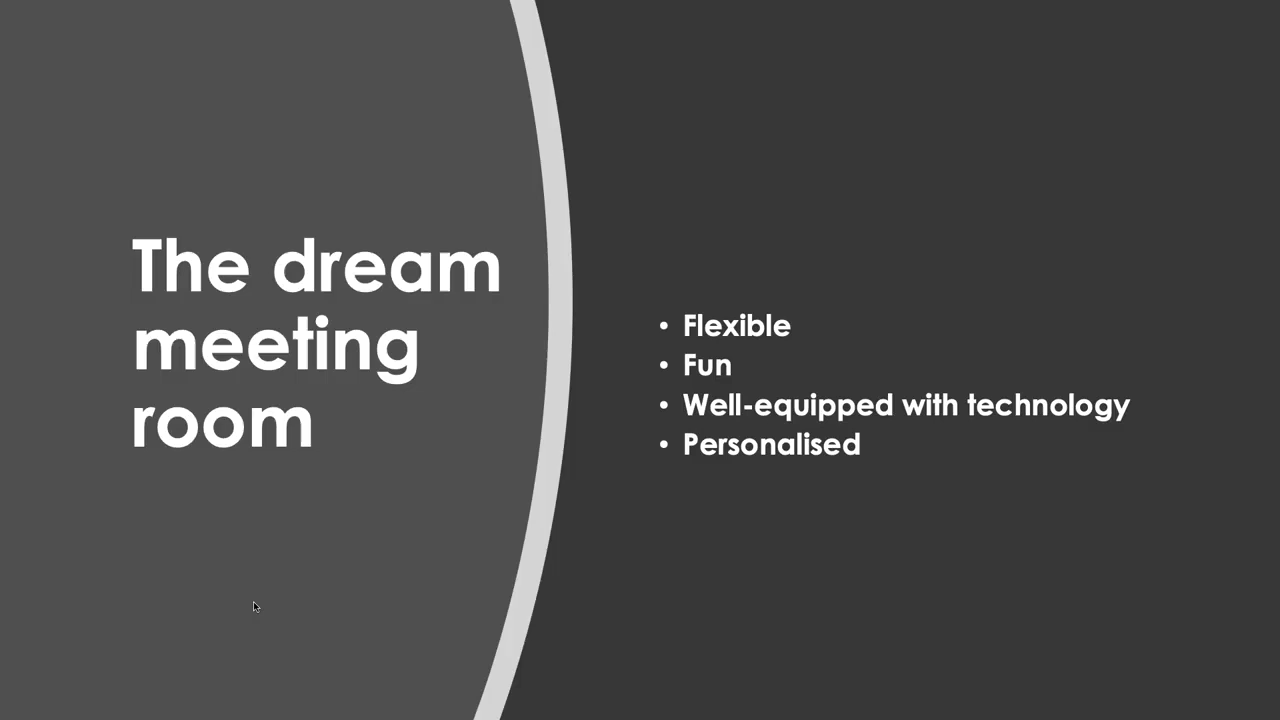 The dream
meeting
room
• Flexible
• Fun
• Well-equipped with technology
• Personalised